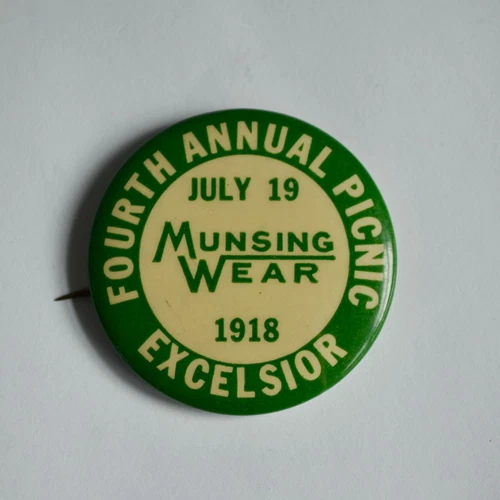 FOURTH ANNUAL PICNIC
JULY 19
MUNSING
WEAR
1918
EXCELSIOR